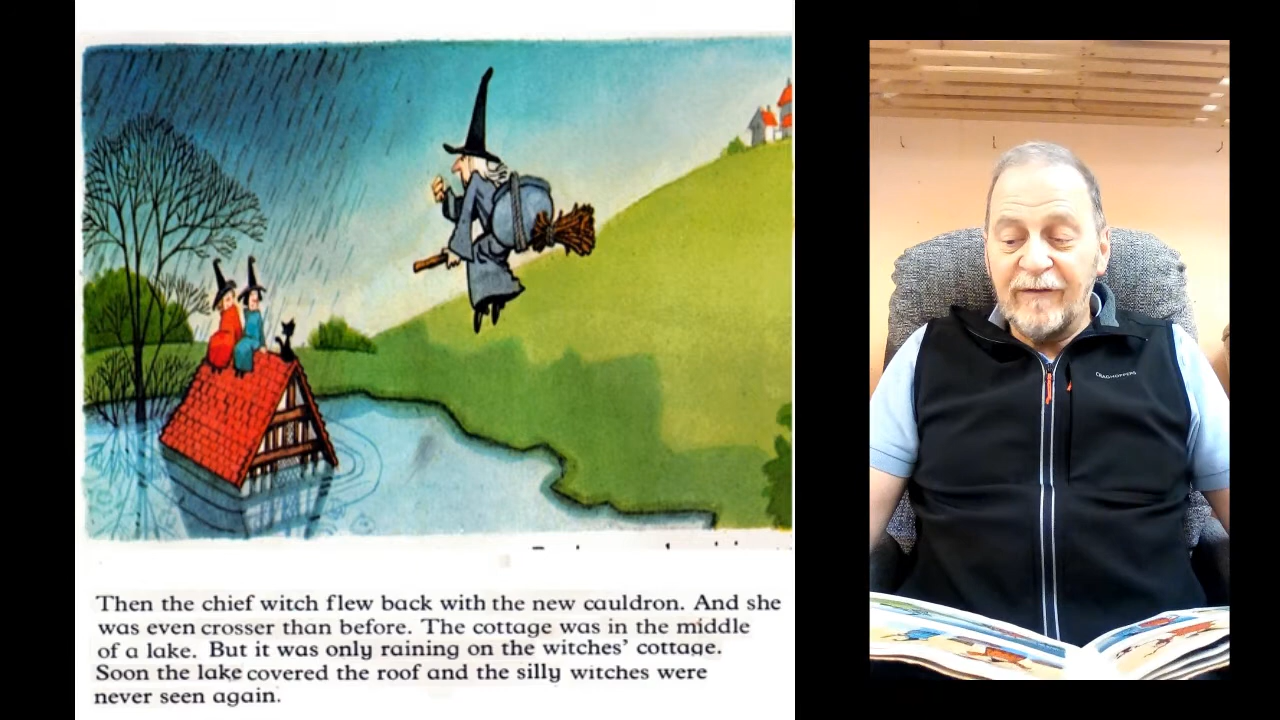 Then the chief witch flew back with the new cauldron. And she
was even crosser than before. The cottage was in the middle
of a lake. But it was only raining on the witches' cottage.
Soon the lake covered the roof and the silly witches were
never seen again.
CRAGHOPPERS